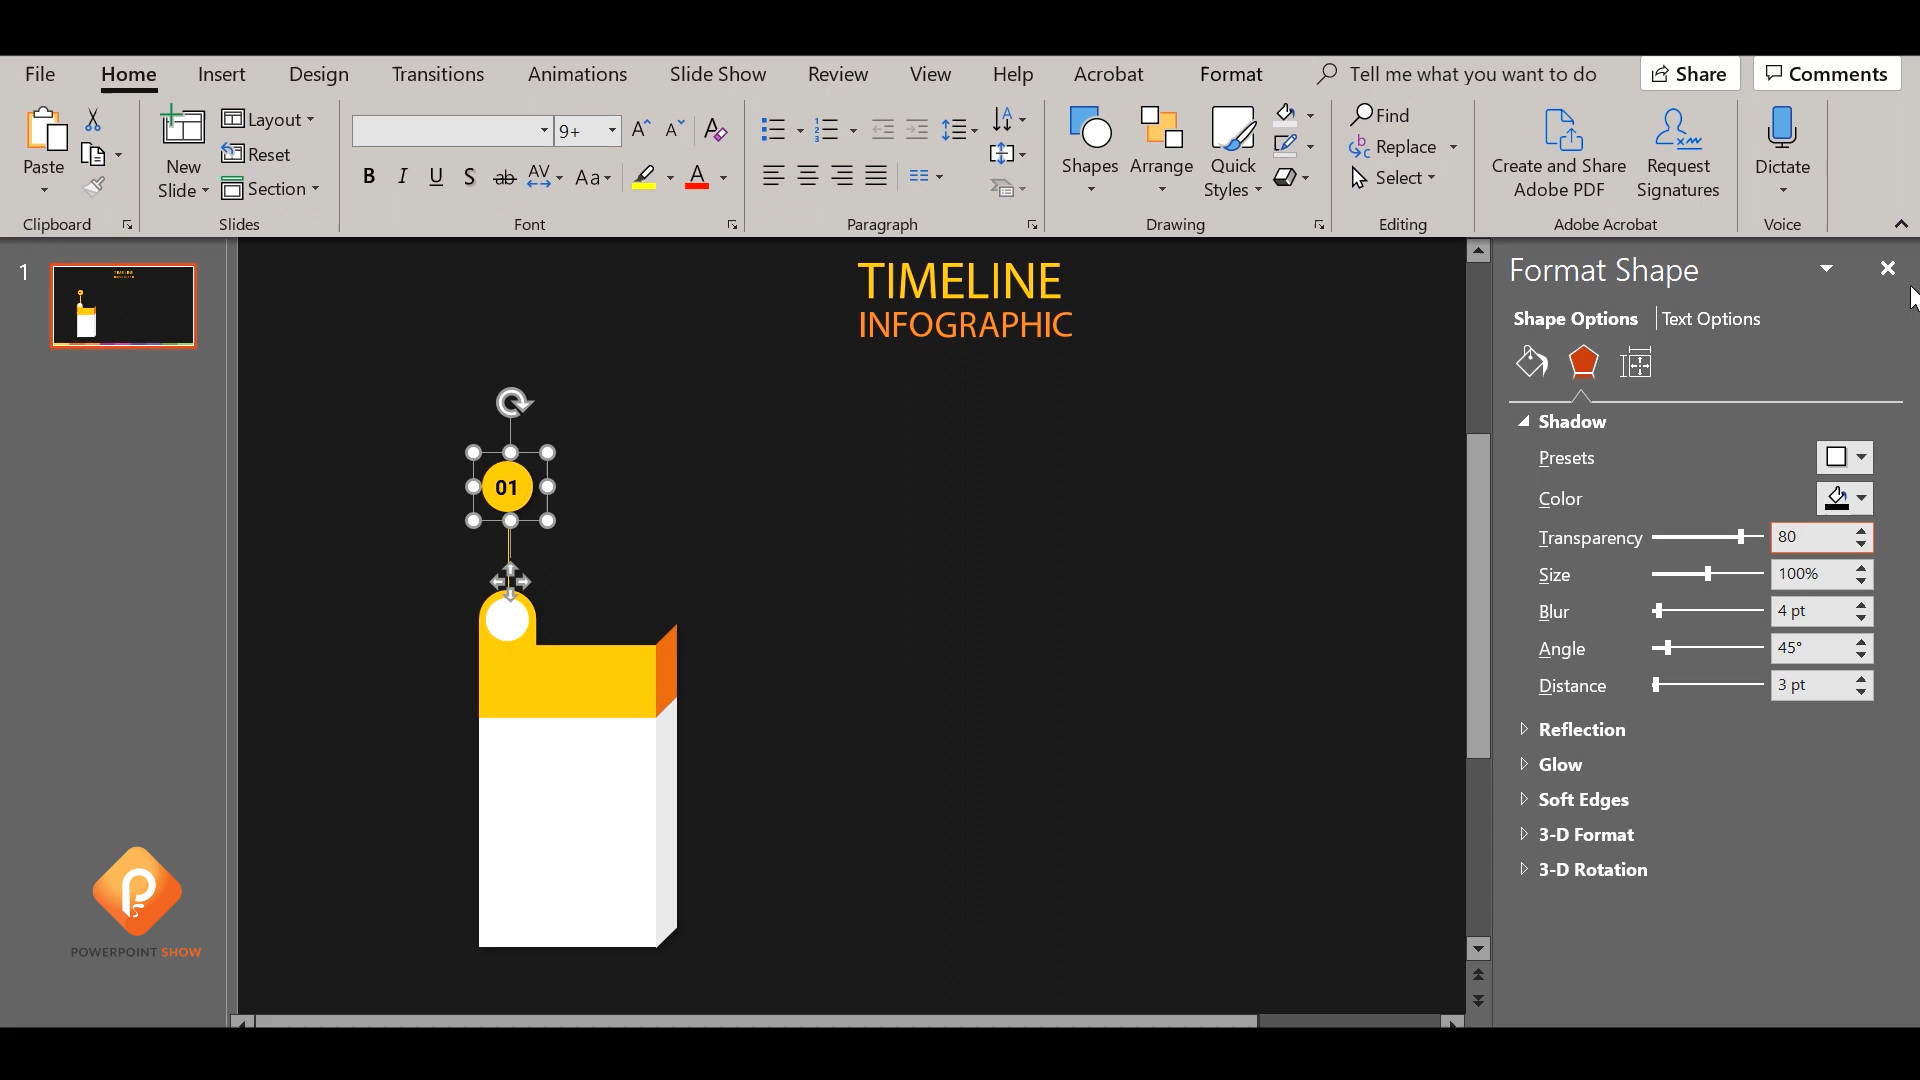 File Home Insert Design Transitions Animations Slide Show Review View Help Acrobat Format Tell me what you want to do Share Comments
Paste
New
Slide
Layout
Reset
Section
9+
B I U S ab AV Aa A
Shapes
Arrange
Quick
Styles
Find
Replace
Select
Create and Share
Adobe PDF
Request
Signatures
Dictate
Clipboard Slides Font Paragraph Drawing Editing Adobe Acrobat Voice
1
TIMELINE
INFOGRAPHIC
01
POWERPOINT SHOW
Format Shape
Shape Options Text Options
Shadow
Presets
Color
Transparency 80
Size 100%
Blur 4 pt
Angle 45°
Distance 3 pt
Reflection
Glow
Soft Edges
3-D Format
3-D Rotation